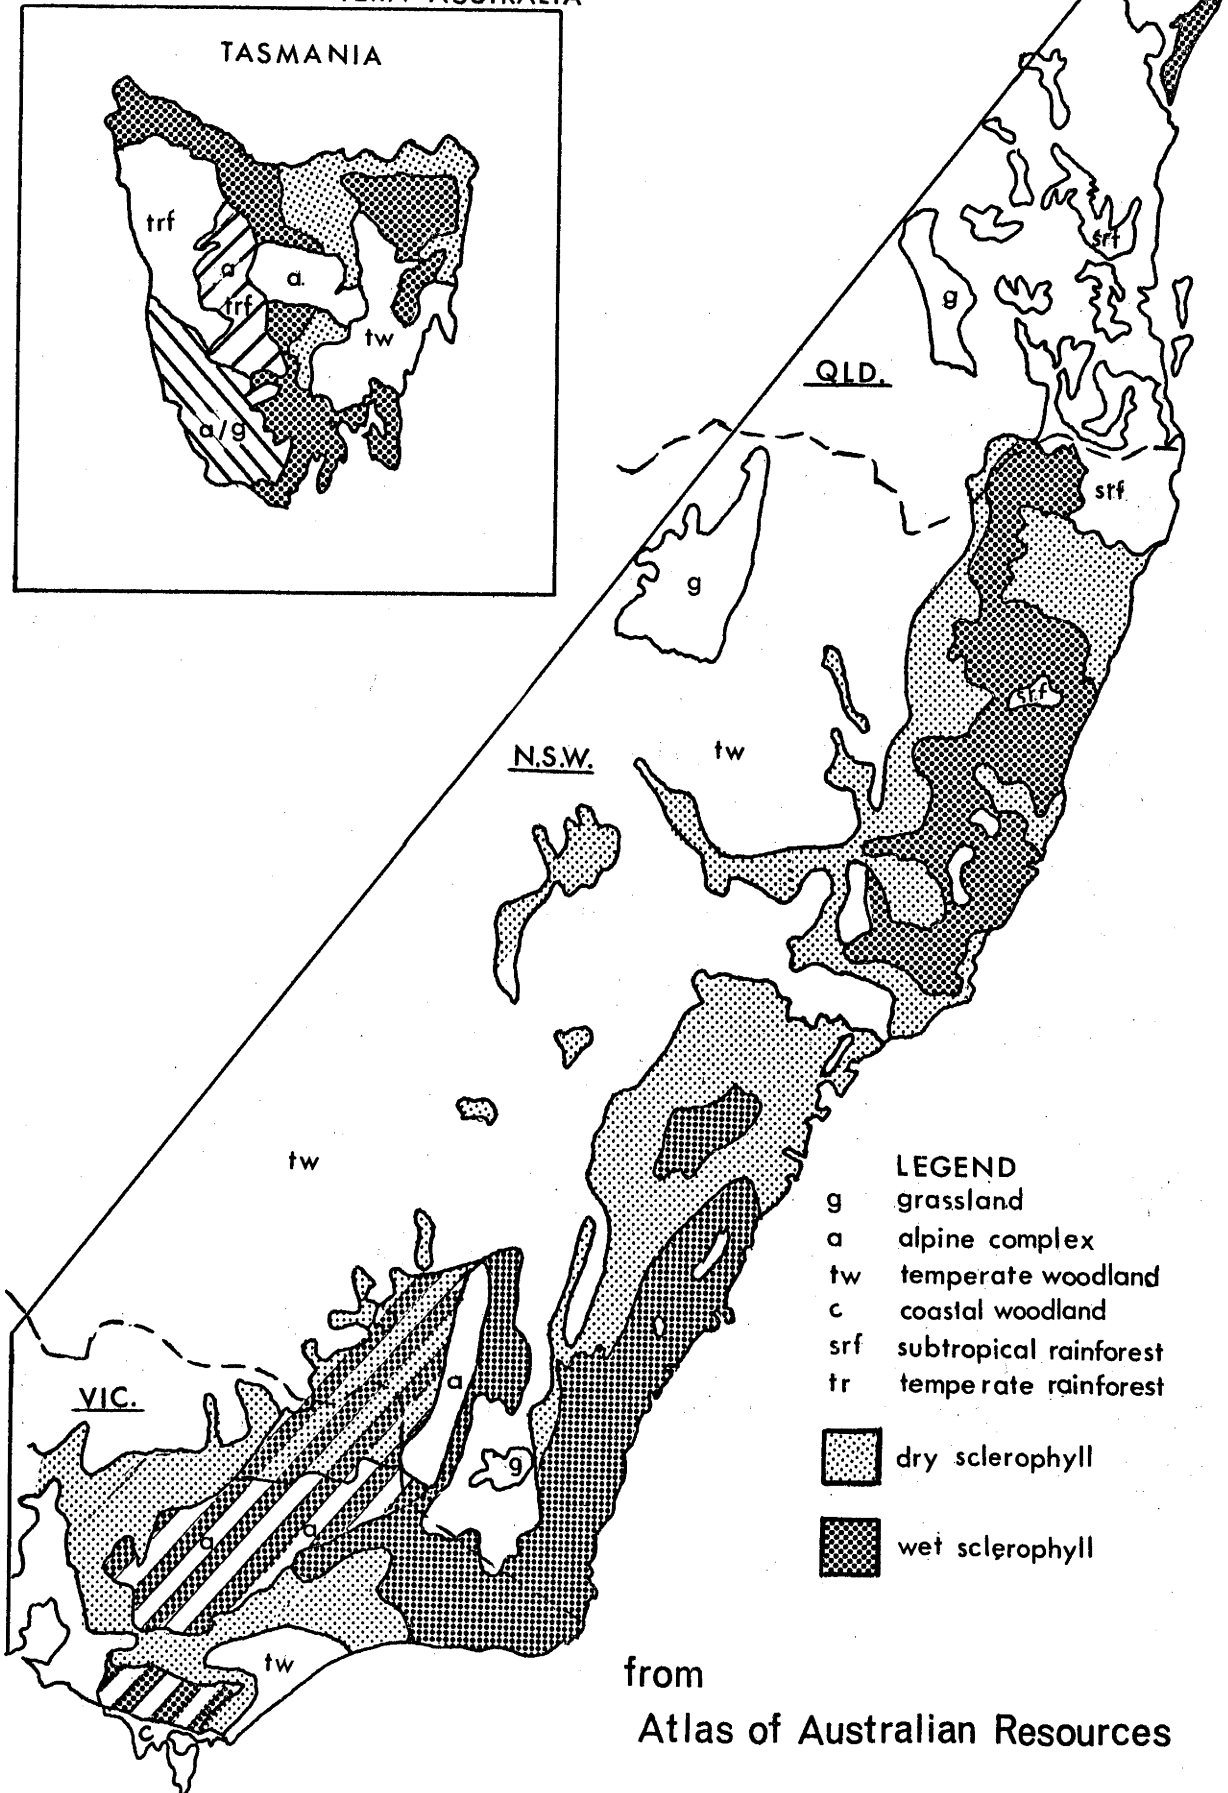 AUSTRALIA
TASMANIA
trf
a
a
trf
tw
a/g
srf
g
QLD.
srf
g
srf
N.S.W.
tw
tw
LEGEND
g grassland
a alpine complex
tw temperate woodland
c coastal woodland
srf subtropical rainforest
tr temperate rainforest
dry sclerophyll
wet sclerophyll
VIC.
a
g
a
a
tw
c
from
Atlas of Australian Resources